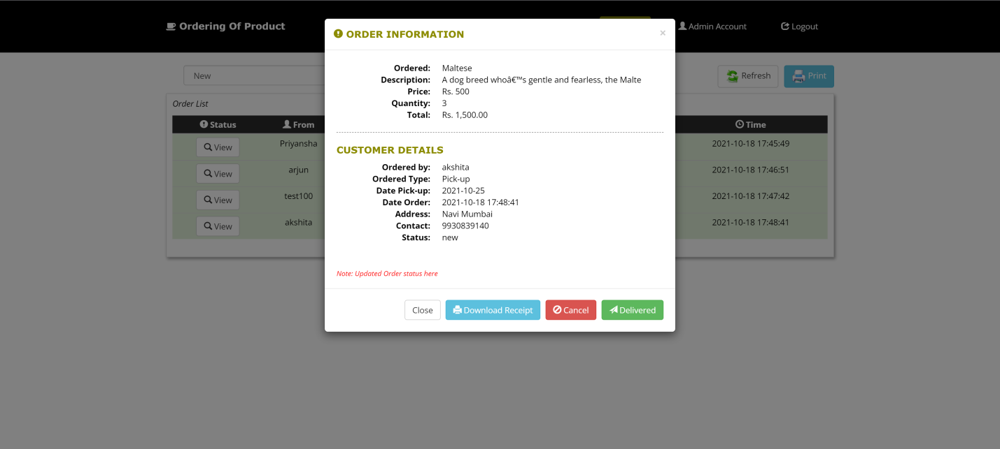 Ordering Of Product
Admin Account
Logout
New
Refresh
Print
Order List
Status From Time
View Priyansha 2021-10-18 17:45:49
View arjun 2021-10-18 17:46:51
View test100 2021-10-18 17:47:42
View akshita 2021-10-18 17:48:41
ORDER INFORMATION ×
Ordered: Maltese
Description: A dog breed whoâ€™s gentle and fearless, the Malte
Price: Rs. 500
Quantity: 3
Total: Rs. 1,500.00
CUSTOMER DETAILS
Ordered by: akshita
Ordered Type: Pick-up
Date Pick-up: 2021-10-25
Date Order: 2021-10-18 17:48:41
Address: Navi Mumbai
Contact: 9930839140
Status: new
Note: Updated Order status here
Close Download Receipt Cancel Delivered